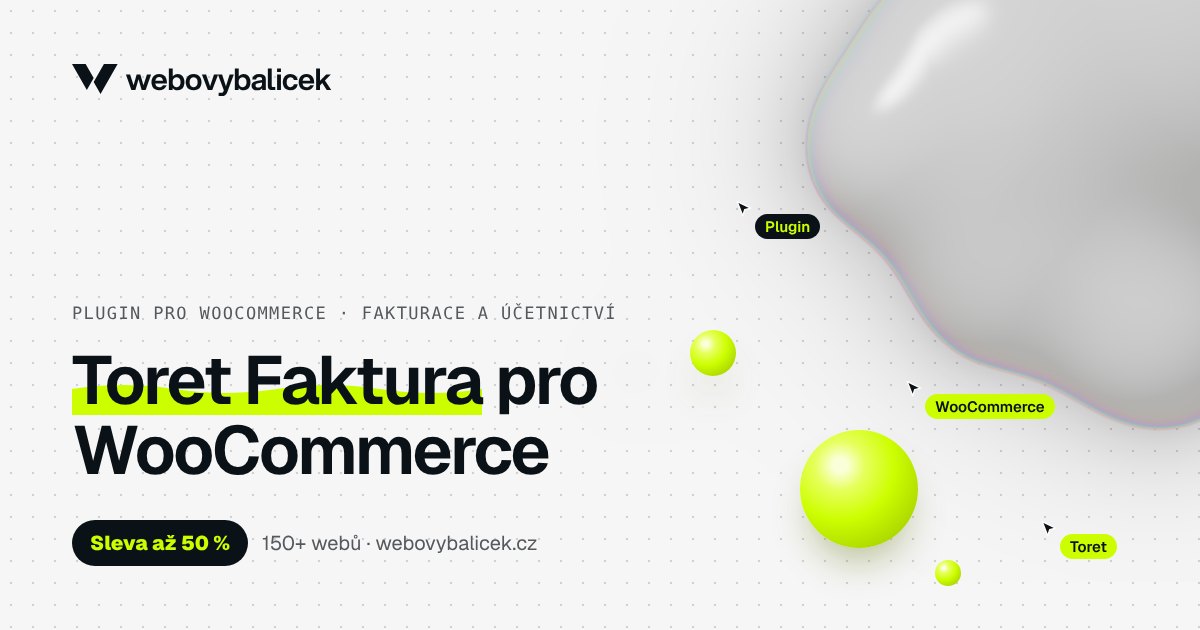 webovybalicek
Plugin
PLUGIN PRO WOOCOMMERCE · FAKTURACE A ÚČETNICTVÍ
Toret Faktura pro
WooCommerce
WooCommerce
Sleva až 50 %
150+ webů · webovybalicek.cz
Toret